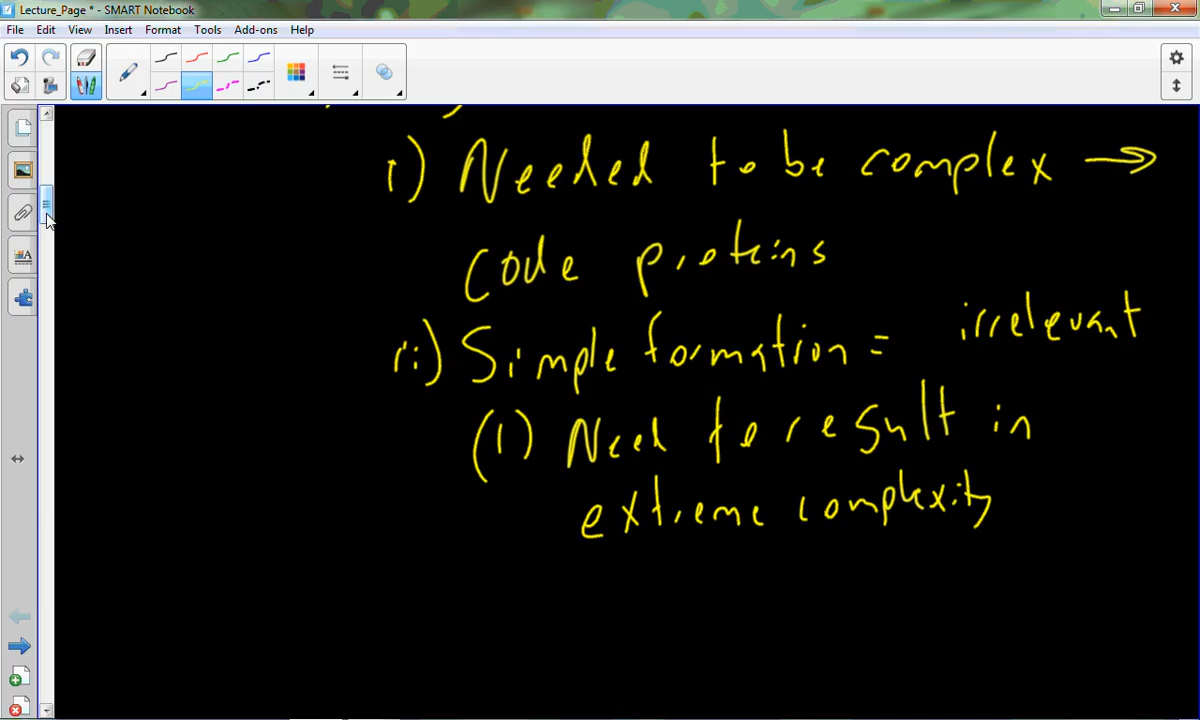 Lecture_Page * - SMART Notebook
File Edit View Insert Format Tools Add-ons Help
i) Needed to be complex →
code proteins
ii) Simple formation = irrelevant
(1) Need to result in
extreme complexity